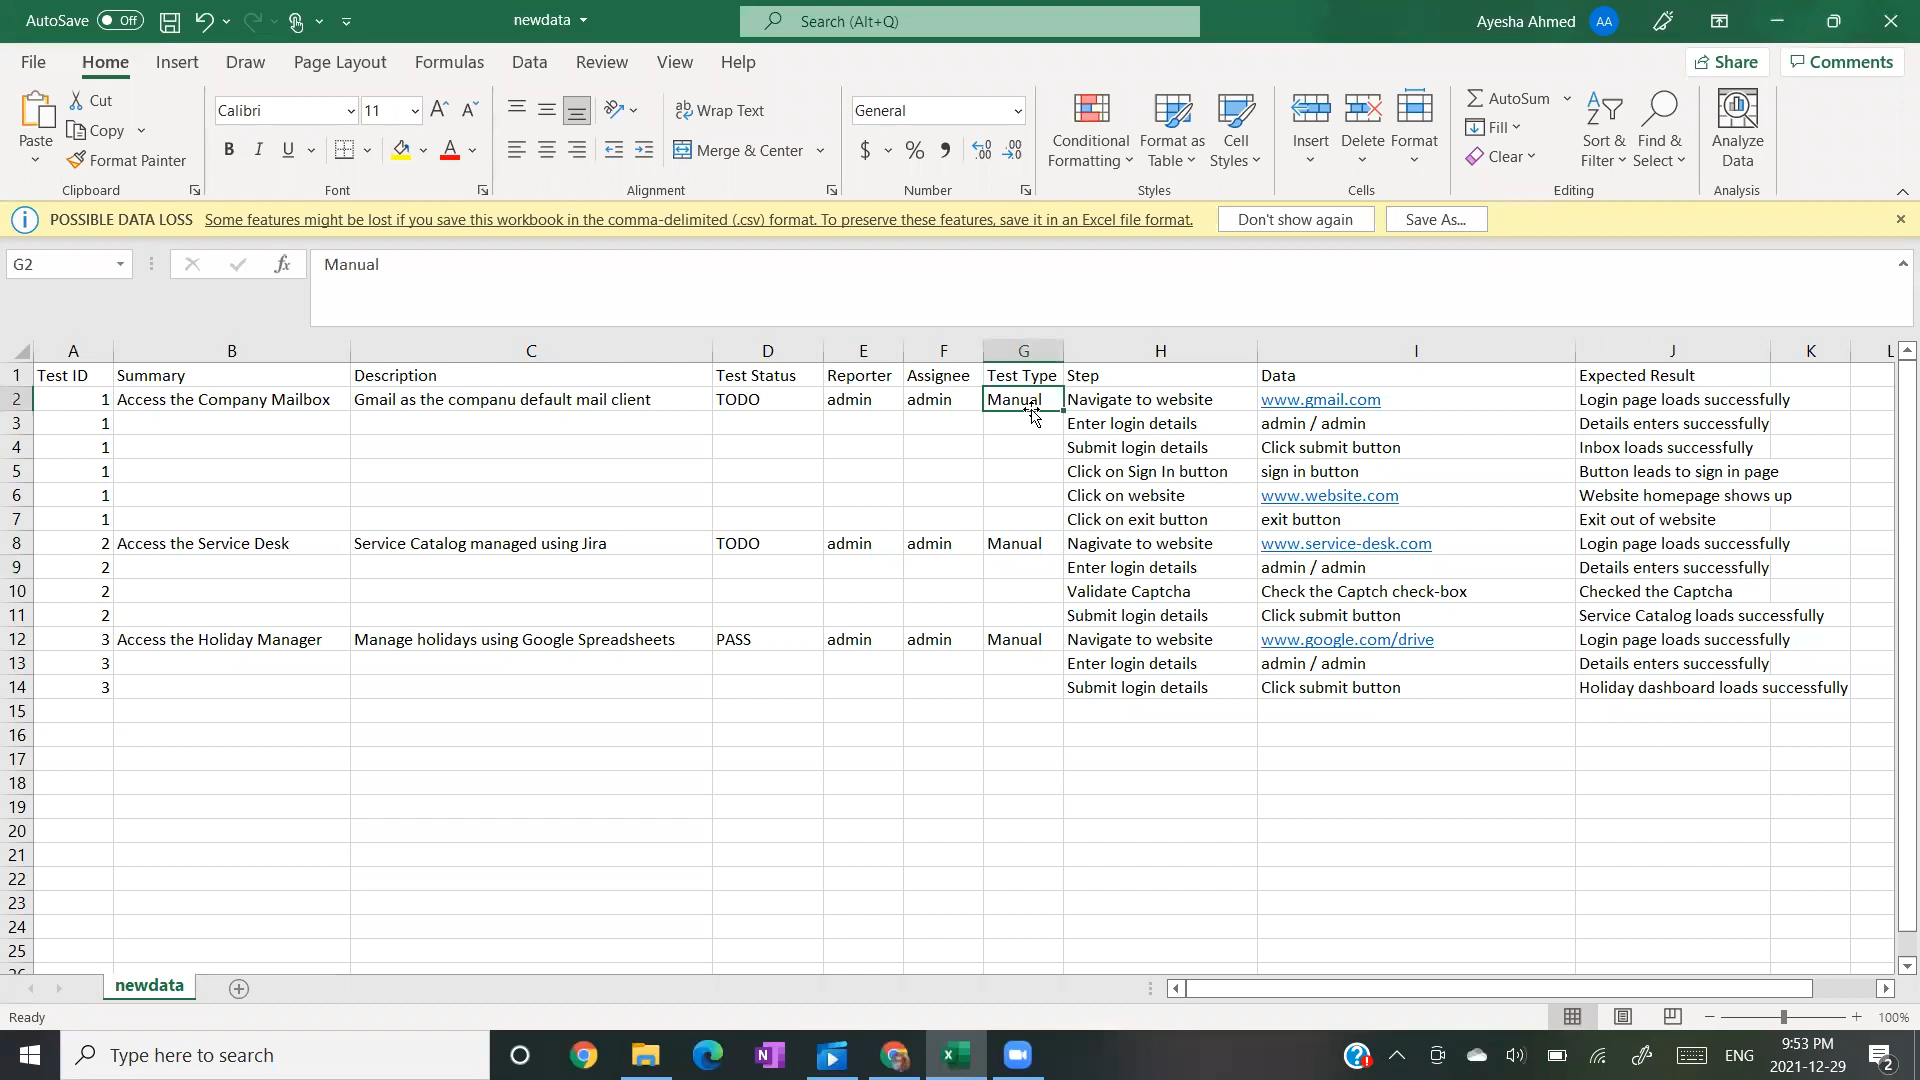 AutoSave Off newdata Search (Alt+Q) Ayesha Ahmed AA
File Home Insert Draw Page Layout Formulas Data Review View Help Share Comments
Paste
Cut
Copy
Format Painter
Clipboard
Calibri 11
B I U
Font
ab Wrap Text
Merge & Center
Alignment
General
$ % 9
Number
Conditional Formatting
Format as Table
Cell Styles
Styles
Insert Delete Format
Cells
AutoSum
Fill
Clear
Sort & Filter
Find & Select
Editing
Analyze Data
Analysis
POSSIBLE DATA LOSS Some features might be lost if you save this workbook in the comma-delimited (.csv) format. To preserve these features, save it in an Excel file format. Don't show again Save As...
G2 fx Manual
A B C D E F G H I J K L
1 Test ID Summary Description Test Status Reporter Assignee Test Type Step Data Expected Result
2 1 Access the Company Mailbox Gmail as the companu default mail client TODO admin admin Manual Navigate to website www.gmail.com Login page loads successfully
3 1 Enter login details admin / admin Details enters successfully
4 1 Submit login details Click submit button Inbox loads successfully
5 1 Click on Sign In button sign in button Button leads to sign in page
6 1 Click on website www.website.com Website homepage shows up
7 1 Click on exit button exit button Exit out of website
8 2 Access the Service Desk Service Catalog managed using Jira TODO admin admin Manual Nagivate to website www.service-desk.com Login page loads successfully
9 2 Enter login details admin / admin Details enters successfully
10 2 Validate Captcha Check the Captch check-box Checked the Captcha
11 2 Submit login details Click submit button Service Catalog loads successfully
12 3 Access the Holiday Manager Manage holidays using Google Spreadsheets PASS admin admin Manual Navigate to website www.google.com/drive Login page loads successfully
13 3 Enter login details admin / admin Details enters successfully
14 3 Submit login details Click submit button Holiday dashboard loads successfully
15
16
17
18
19
20
21
22
23
24
25
26
newdata
Ready 100%
Type here to search ENG 9:53 PM
2021-12-29 2